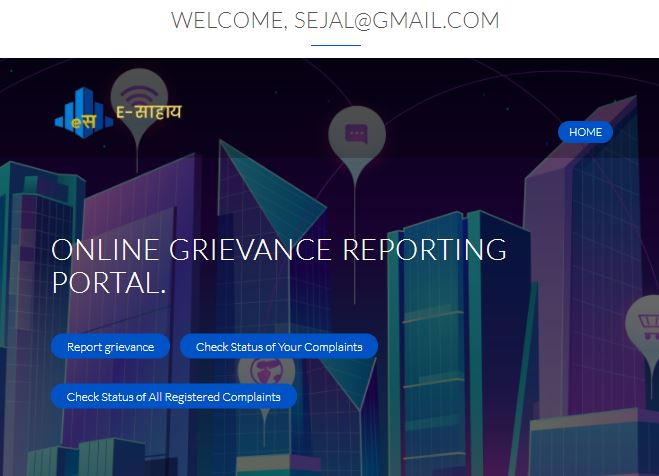 WELCOME, SEJAL@GMAIL.COM
eस E-साहाय
HOME
ONLINE GRIEVANCE REPORTING
PORTAL.
Report grievance
Check Status of Your Complaints
Check Status of All Registered Complaints